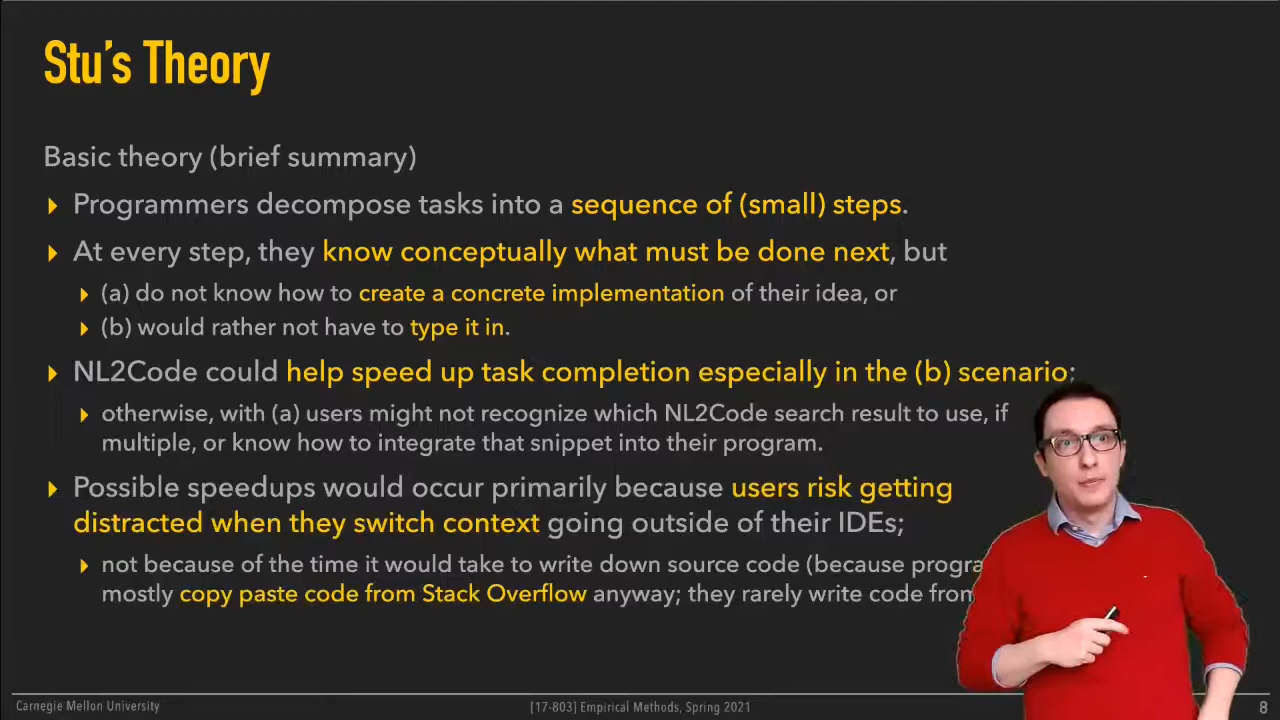 Stu's Theory
Basic theory (brief summary)
Programmers decompose tasks into a sequence of (small) steps.
At every step, they know conceptually what must be done next, but
(a) do not know how to create a concrete implementation of their idea, or
(b) would rather not have to type it in.
NL2Code could help speed up task completion especially in the (b) scenario;
otherwise, with (a) users might not recognize which NL2Code search result to use, if
multiple, or know how to integrate that snippet into their program.
Possible speedups would occur primarily because users risk getting
distracted when they switch context going outside of their IDEs;
not because of the time it would take to write down source code (because
mostly copy paste code from Stack Overflow anyway; they rarely write code
Carnegie Mellon University
[17-803] Empirical Methods, Spring 2021
8